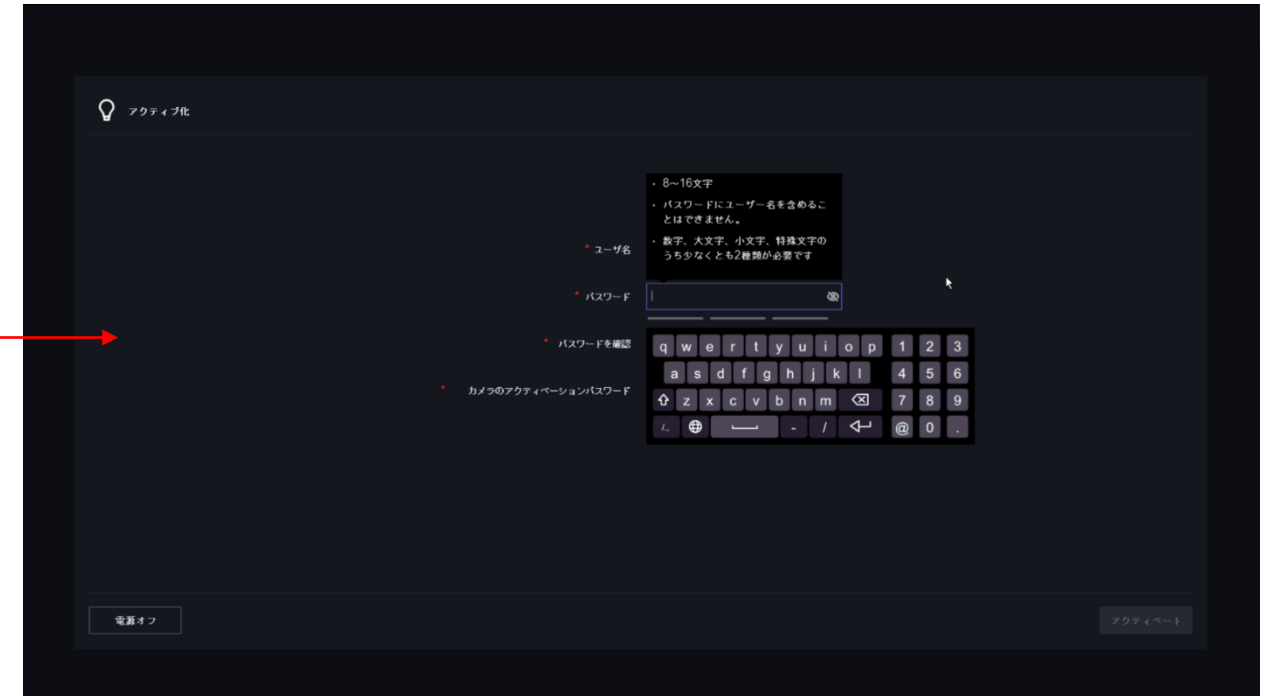 アクティブ化
・ 8～16文字
・ パスワードにユーザー名を含めるこ
とはできません。
・ 数字、大文字、小文字、特殊文字の
うち少なくとも2種類が必要です
* ユーザ名
* パスワード
* パスワードを確認
* カメラのアクティベーションパスワード
q w e r t y u i o p 1 2 3
a s d f g h j k l 4 5 6
z x c v b n m 7 8 9
/., - / @ 0 .
電源オフ
アクティベート